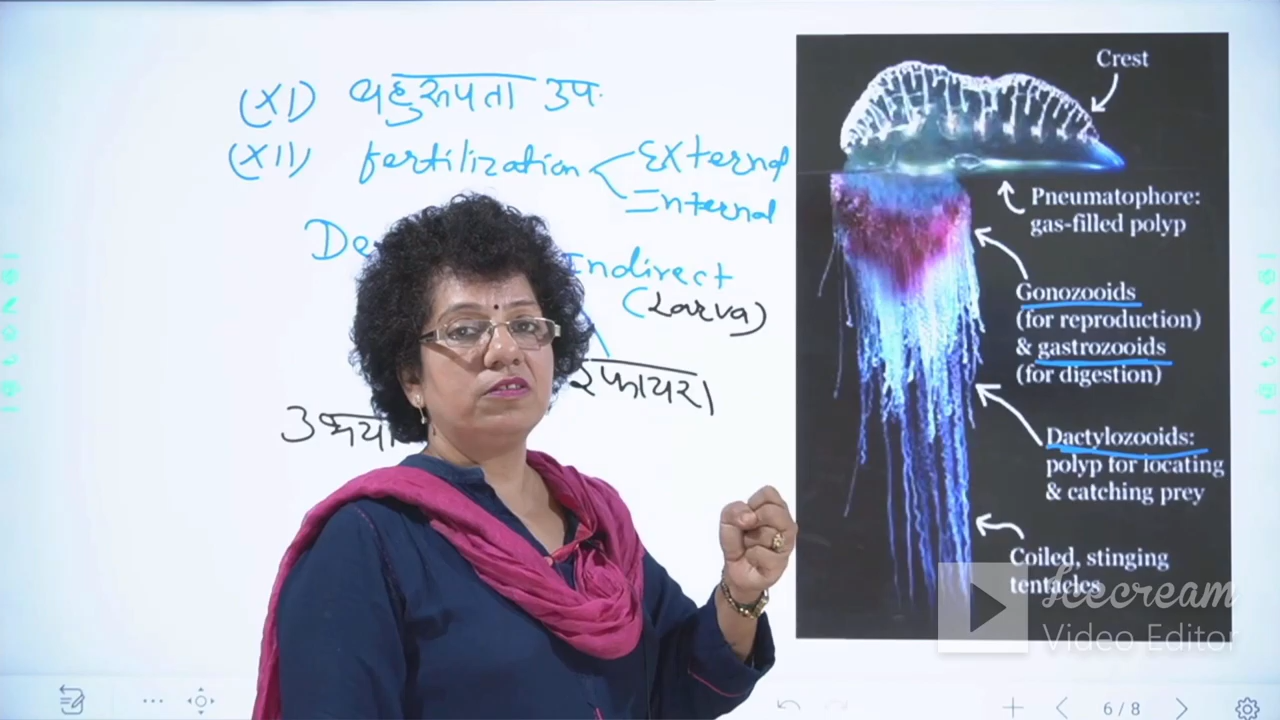 (XI) बहुरूपता उप.
(XII) fertilization External
Internal
De Indirect
(Larva)
इफायरा
उभया
Crest
Pneumatophore:
gas-filled polyp
Gonozooids
(for reproduction)
& gastrozooids
(for digestion)
Dactylozooids:
polyp for locating
& catching prey
Coiled, stinging
tentacles
Icecream
Video Editor
6/8